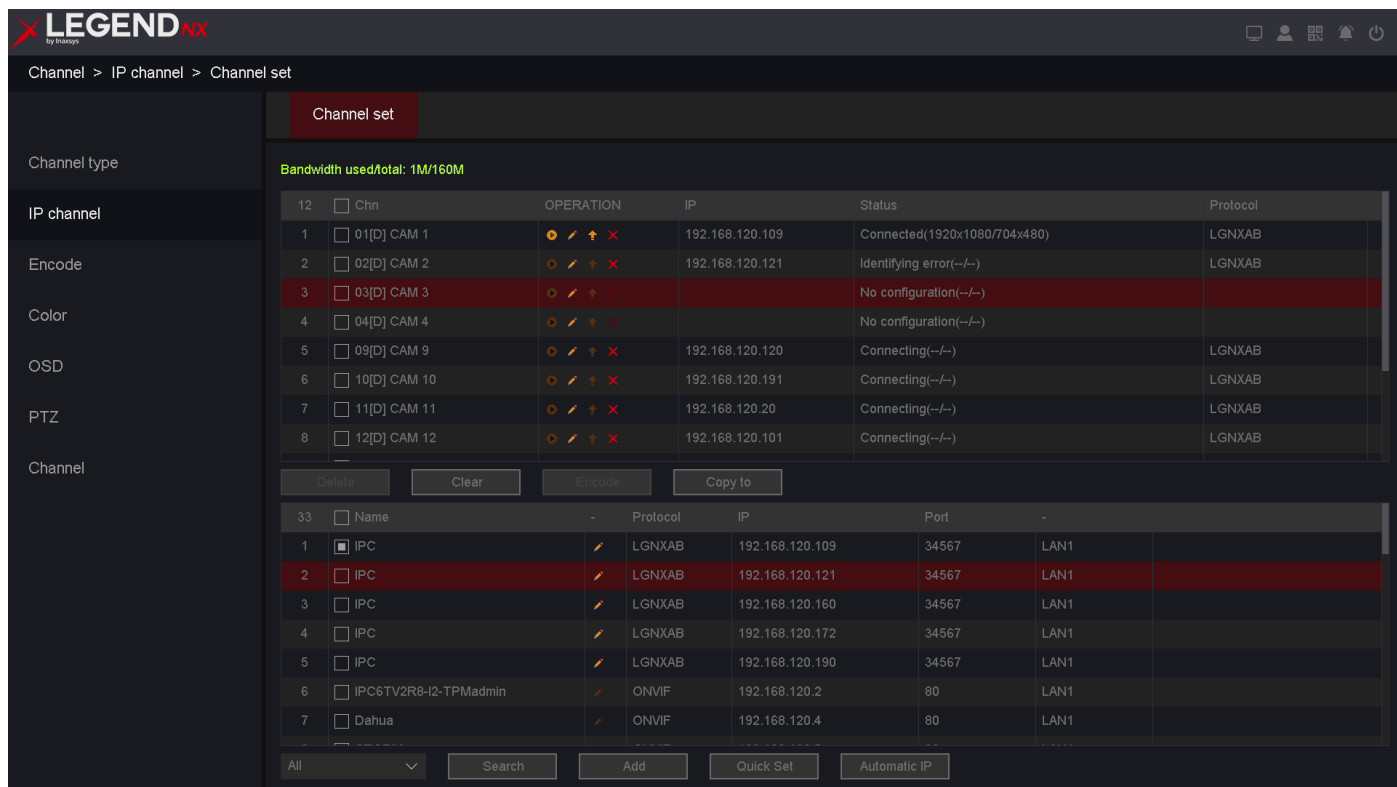 LEGEND NX
by Inaxsys
Channel > IP channel > Channel set
Channel set
Channel type
IP channel
Encode
Color
OSD
PTZ
Channel
Bandwidth used/total: 1M/160M
12 Chn OPERATION IP Status Protocol
1 01[D] CAM 1 192.168.120.109 Connected(1920x1080/704x480) LGNXAB
2 02[D] CAM 2 192.168.120.121 Identifying error(--/--) LGNXAB
3 03[D] CAM 3 No configuration(--/--)
4 04[D] CAM 4 No configuration(--/--)
5 09[D] CAM 9 192.168.120.120 Connecting(--/--) LGNXAB
6 10[D] CAM 10 192.168.120.191 Connecting(--/--) LGNXAB
7 11[D] CAM 11 192.168.120.20 Connecting(--/--) LGNXAB
8 12[D] CAM 12 192.168.120.101 Connecting(--/--) LGNXAB
Delete Clear Encode Copy to
33 Name - Protocol IP Port -
1 IPC LGNXAB 192.168.120.109 34567 LAN1
2 IPC LGNXAB 192.168.120.121 34567 LAN1
3 IPC LGNXAB 192.168.120.160 34567 LAN1
4 IPC LGNXAB 192.168.120.172 34567 LAN1
5 IPC LGNXAB 192.168.120.190 34567 LAN1
6 IPC6TV2R8-I2-TPMadmin ONVIF 192.168.120.2 80 LAN1
7 Dahua ONVIF 192.168.120.4 80 LAN1
All Search Add Quick Set Automatic IP